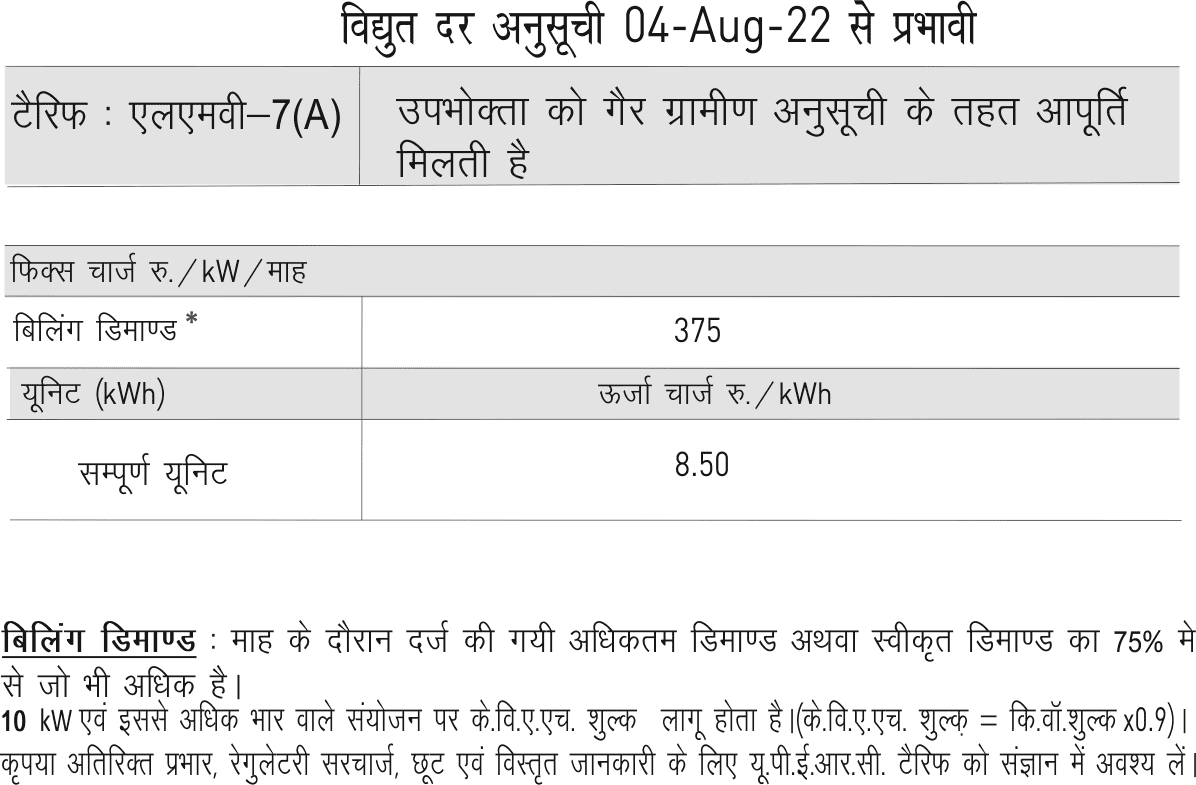 विद्युत दर अनुसूची 04-Aug-22 से प्रभावी
टैरिफ : एलएमवी–7(A)
उपभोक्ता को गैर ग्रामीण अनुसूची के तहत आपूर्ति
मिलती है
फिक्स चार्ज रु./kW/माह
बिलिंग डिमाण्ड * 375
यूनिट (kWh) ऊर्जा चार्ज रु./kWh
सम्पूर्ण यूनिट 8.50
बिलिंग डिमाण्ड : माह के दौरान दर्ज की गयी अधिकतम डिमाण्ड अथवा स्वीकृत डिमाण्ड का 75% मे
से जो भी अधिक है।
10 kW एवं इससे अधिक भार वाले संयोजन पर के.वि.ए.एच. शुल्क लागू होता है।(के.वि.ए.एच. शुल्क़ = कि.वॉ.शुल्क x0.9)।
कृपया अतिरिक्त प्रभार, रेगुलेटरी सरचार्ज, छूट एवं विस्तृत जानकारी के लिए यू.पी.ई.आर.सी. टैरिफ को संज्ञान में अवश्य लें।